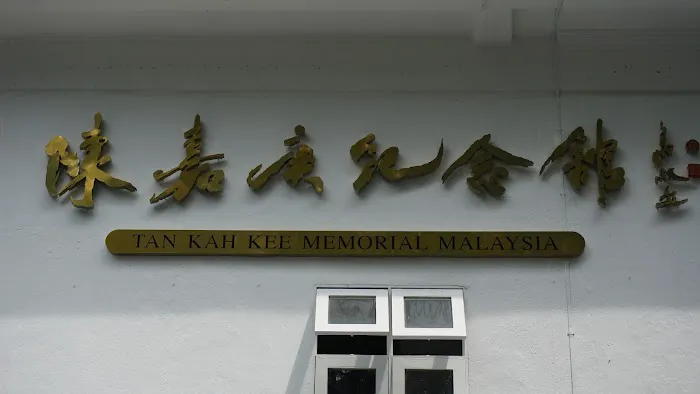 陳嘉庚紀念館
TAN KAH KEE MEMORIAL MALAYSIA